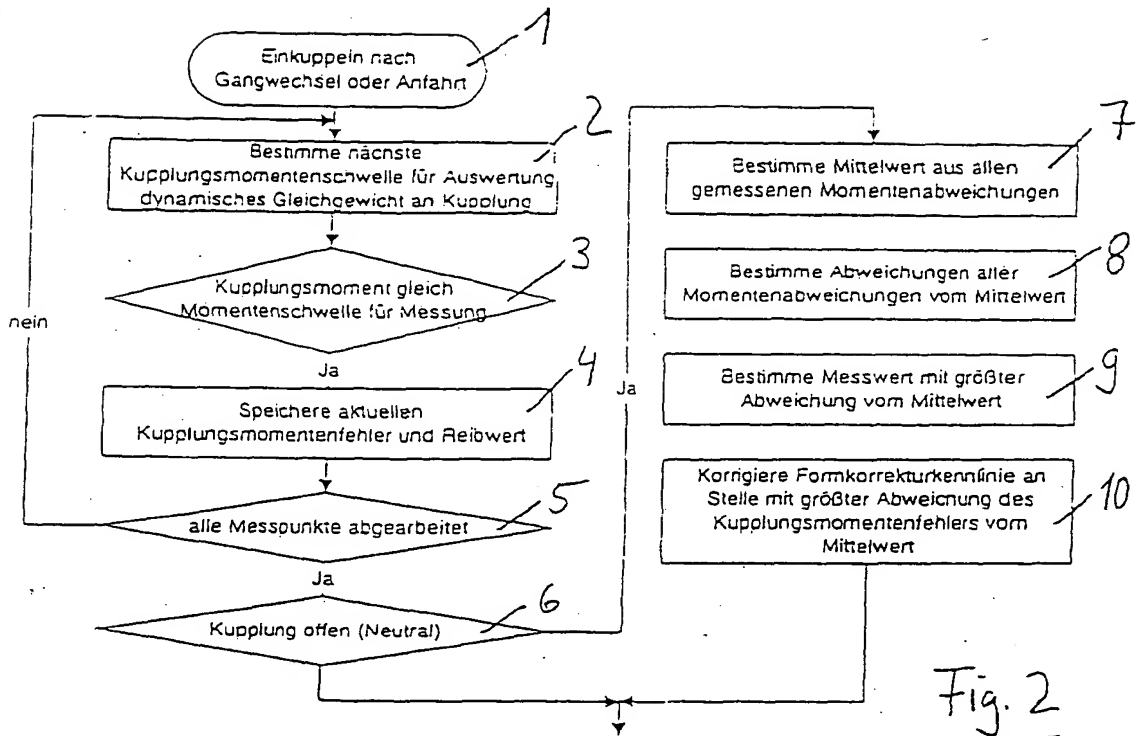 1
Einkuppeln nach
Gangwechsel oder Anfahrt
2
Bestimme nächste
Kupplungsmomentenschwelle für Auswertung
dynamisches Gleichgewicht an Kupplung
3
Kupplungsmoment gleich
Momentenschwelle für Messung
nein
Ja
4
Speichere aktuellen
Kupplungsmomentenfehler und Reibwert
5
alle Messpunkte abgearbeitet
Ja
6
Kupplung offen (Neutral)
Ja
7
Bestimme Mittelwert aus allen
gemessenen Momentenabweichungen
8
Bestimme Abweichungen aller
Momentenabweichungen vom Mittelwert
9
Bestimme Messwert mit größter
Abweichung vom Mittelwert
10
Korrigiere Formkorrekturkennlinie an
Stelle mit größter Abweichung des
Kupplungsmomentenfehlers vom
Mittelwert
Fig. 2